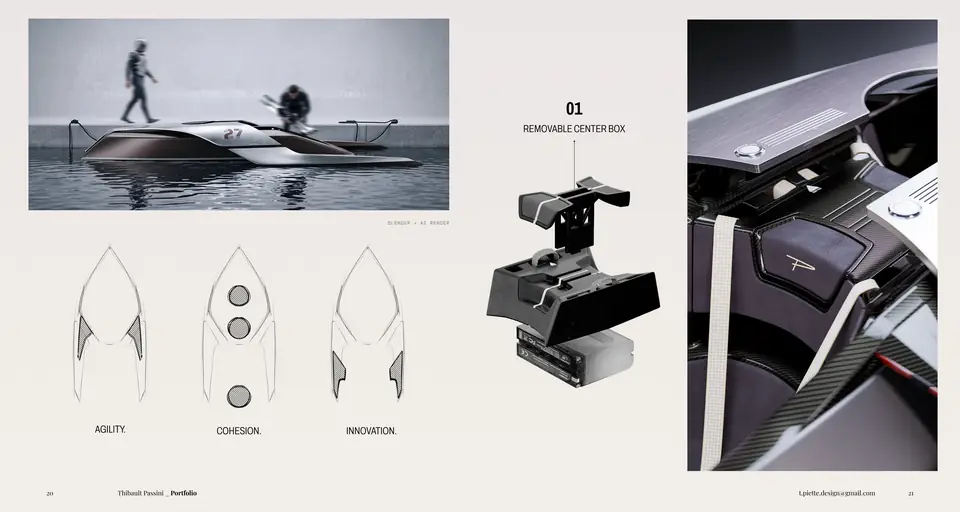 27
BLENDER + AI RENDER
AGILITY.
COHESION.
INNOVATION.
20
Thibault Passini _ Portfolio
01
REMOVABLE CENTER BOX
t.piette.design@gmail.com
21